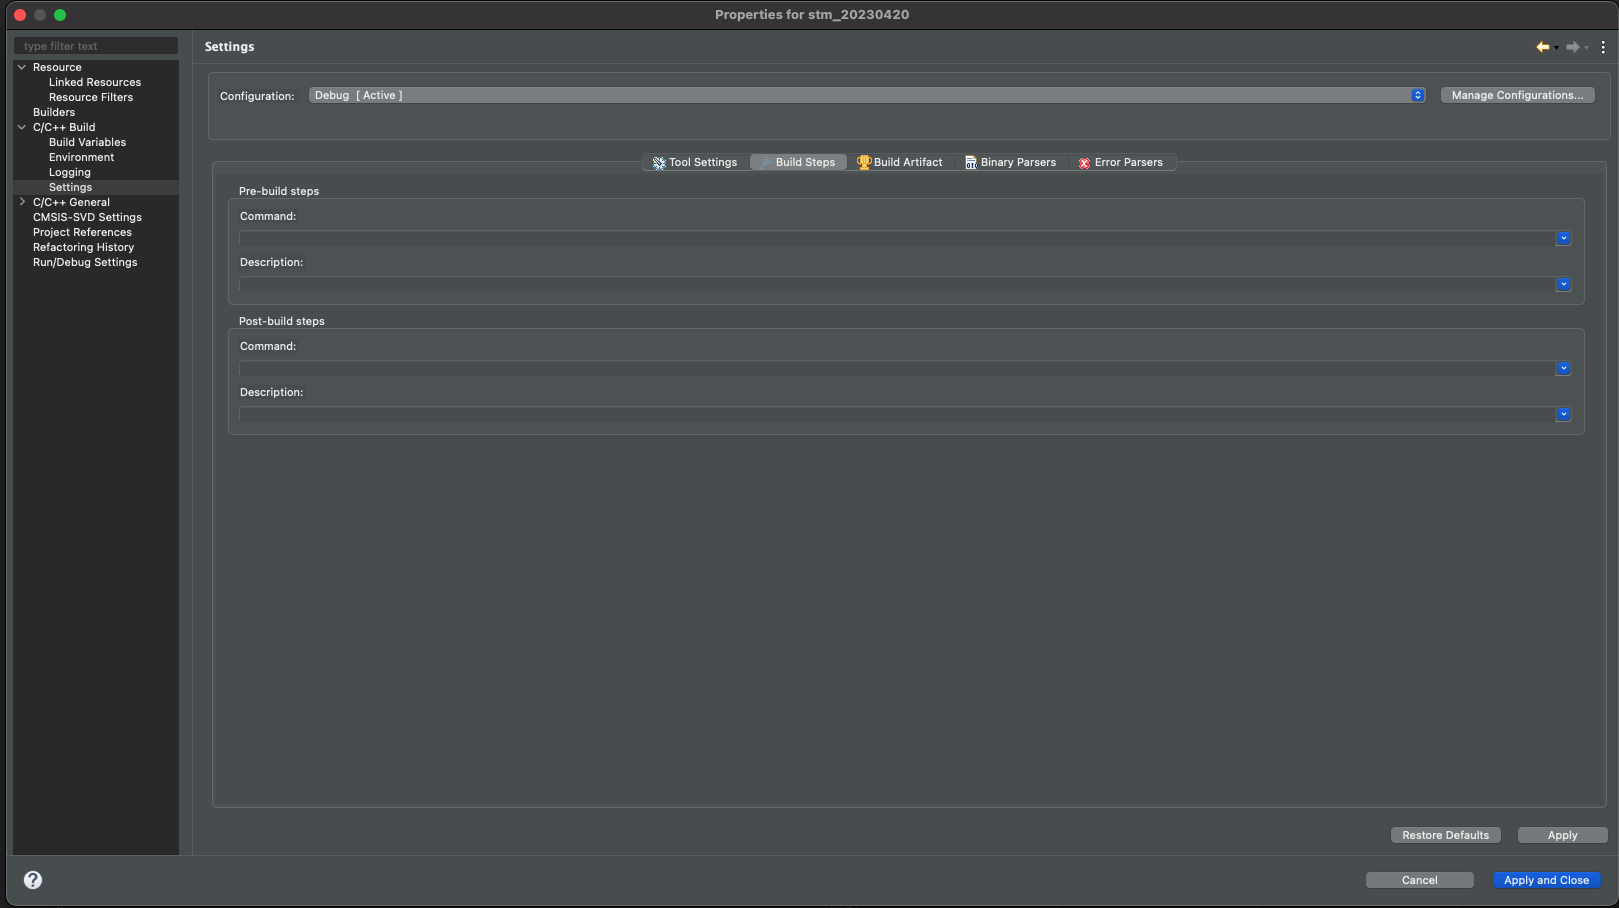 Properties for stm_20230420
type filter text
Resource
Linked Resources
Resource Filters
Builders
C/C++ Build
Build Variables
Environment
Logging
Settings
C/C++ General
CMSIS-SVD Settings
Project References
Refactoring History
Run/Debug Settings
Settings
Configuration: Debug [ Active ] Manage Configurations...
Tool Settings Build Steps Build Artifact Binary Parsers Error Parsers
Pre-build steps
Command:
Description:
Post-build steps
Command:
Description:
Restore Defaults Apply
? Cancel Apply and Close